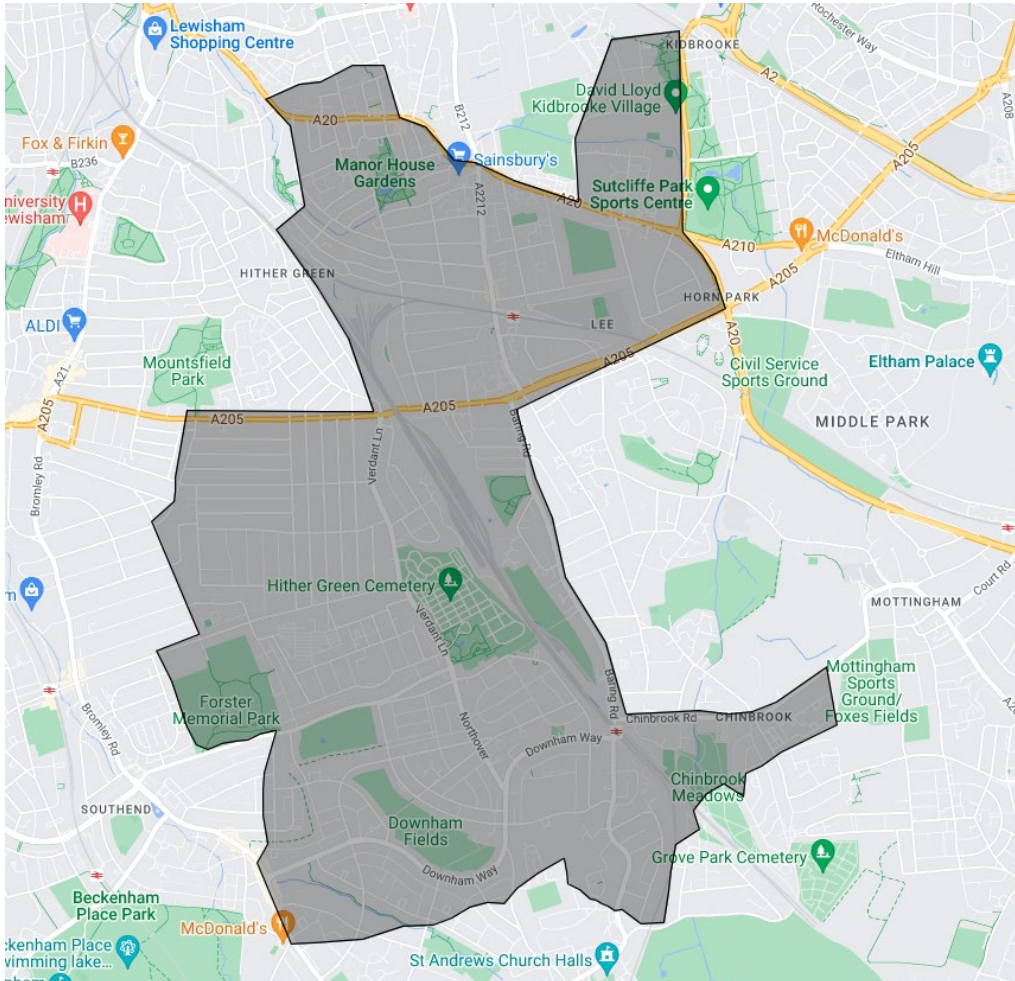 Lewisham
Shopping Centre
KIDBROOKE
Rochester Way
A2
A208
David Lloyd
Kidbrooke Village
A20
B212
A205
Fox & Firkin
B236
Manor House
Gardens
Sainsbury's
A2212
A20
Sutcliffe Park
Sports Centre
niversity
ewisham
A210
McDonald's
Eltham Hill
HITHER GREEN
A205
HORN PARK
ALDI
LEE
A20
A205
Mountsfield
Park
Civil Service
Sports Ground
Eltham Palace
A21
A205
A205
A205
MIDDLE PARK
Verdant Ln
Baring Rd
Bromley Rd
Hither Green Cemetery
Court Rd
MOTTINGHAM
m
Verdant Ln
Mottingham
Sports
Ground/
Foxes Fields
Forster
Memorial Park
Baring Rd
Chinbrook Rd
CHINBROOK
Bromley Rd
Northover
Downham Way
Chinbrook
Meadows
SOUTHEND
Downham
Fields
Grove Park Cemetery
Downham Way
Beckenham
Place Park
McDonald's
ckenham Place
wimming lake...
St Andrews Church Halls